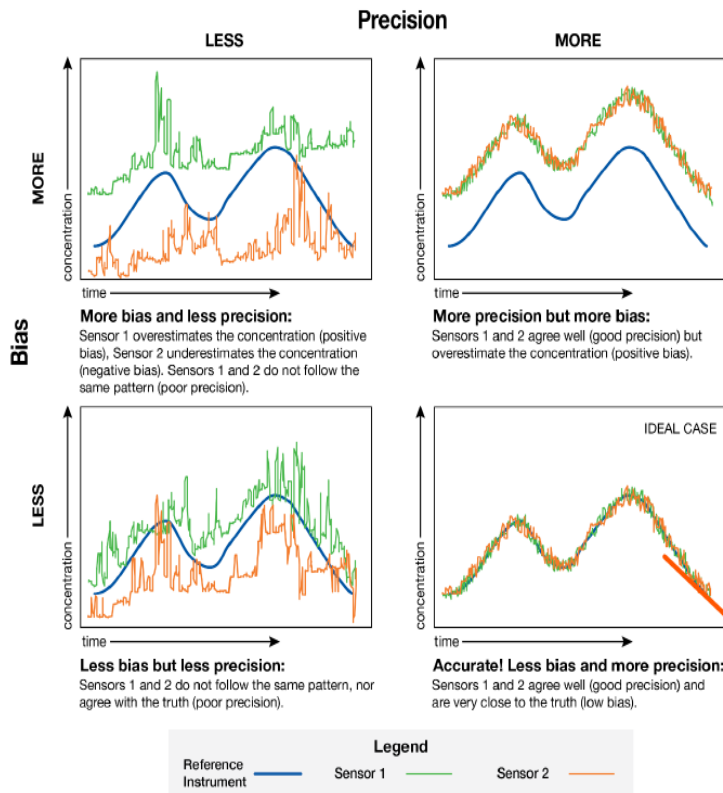 Precision
LESS
MORE
Bias
MORE
concentration
time
concentration
time
More bias and less precision:
Sensor 1 overestimates the concentration (positive
bias), Sensor 2 underestimates the concentration
(negative bias). Sensors 1 and 2 do not follow the
same pattern (poor precision).
More precision but more bias:
Sensors 1 and 2 agree well (good precision) but
overestimate the concentration (positive bias).
LESS
concentration
time
IDEAL CASE
concentration
time
Less bias but less precision:
Sensors 1 and 2 do not follow the same pattern, nor
agree with the truth (poor precision).
Accurate! Less bias and more precision:
Sensors 1 and 2 agree well (good precision) and
are very close to the truth (low bias).
Legend
Reference
Instrument
Sensor 1
Sensor 2